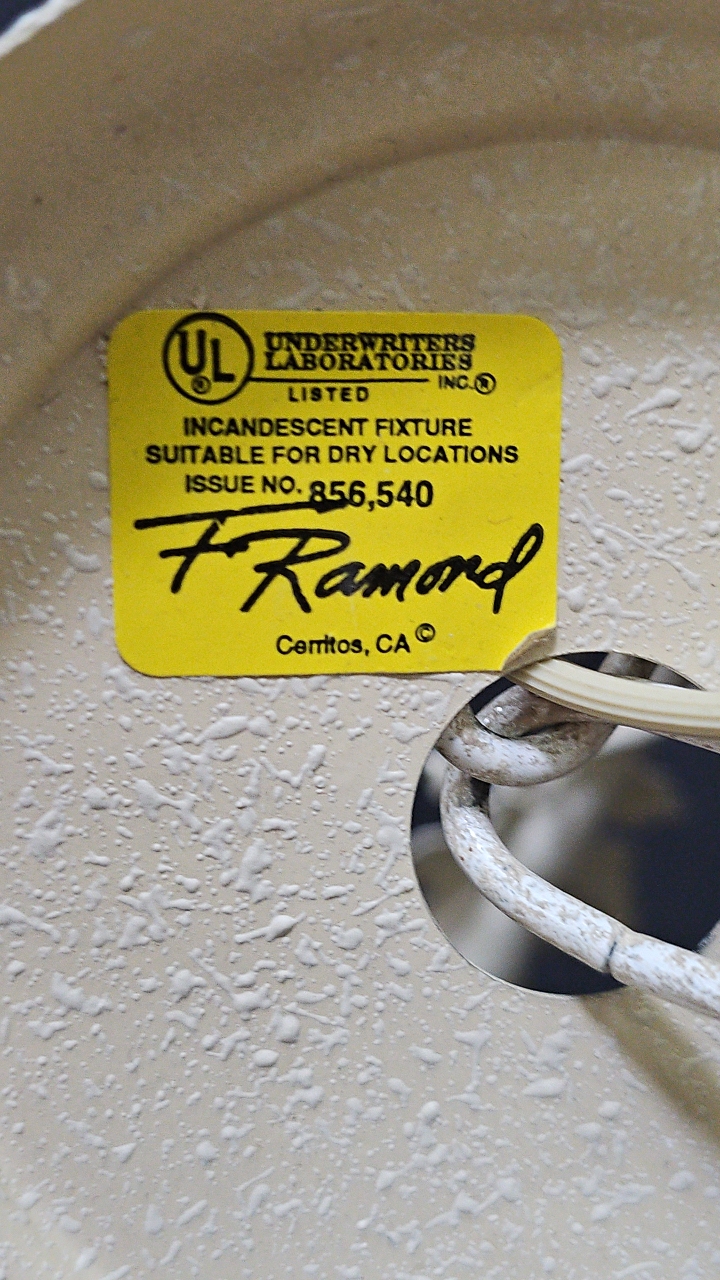 UL®
UNDERWRITERS
LABORATORIES
INC.®
LISTED
INCANDESCENT FIXTURE
SUITABLE FOR DRY LOCATIONS
ISSUE NO. 856,540
F Ramond
Cerritos, CA ©